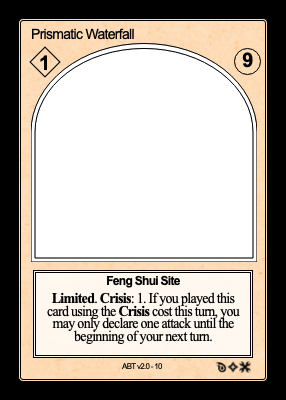 Prismatic Waterfall
1
9
Feng Shui Site
Limited. Crisis: 1. If you played this
card using the Crisis cost this turn, you
may only declare one attack until the
beginning of your next turn.
ABT v2.0 - 10